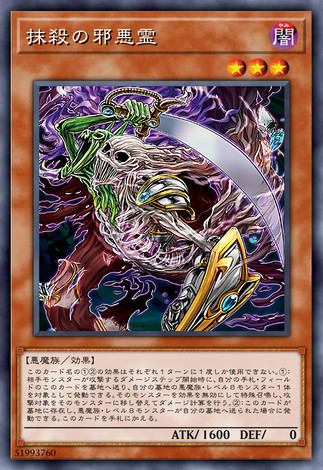 抹殺の邪悪霊
闇
やみ
【悪魔族/効果】
このカード名の①②の効果はそれぞれ1ターンに1度しか使用できない。①:
相手モンスターが攻撃するダメージステップ開始時に、自分の手札・フィール
ドのこのカードを墓地へ送り、自分の墓地の悪魔族・レベル8モンスター1体
を対象として発動できる。そのモンスターを効果を無効にして特殊召喚し、攻
撃対象をそのモンスターに移し替えてダメージ計算を行う。②:このカードが
墓地に存在し、悪魔族・レベル8モンスターが自分の墓地へ送られた場合に発
動できる。このカードを手札に加える。
ATK/ 1600 DEF/ 0
51993760